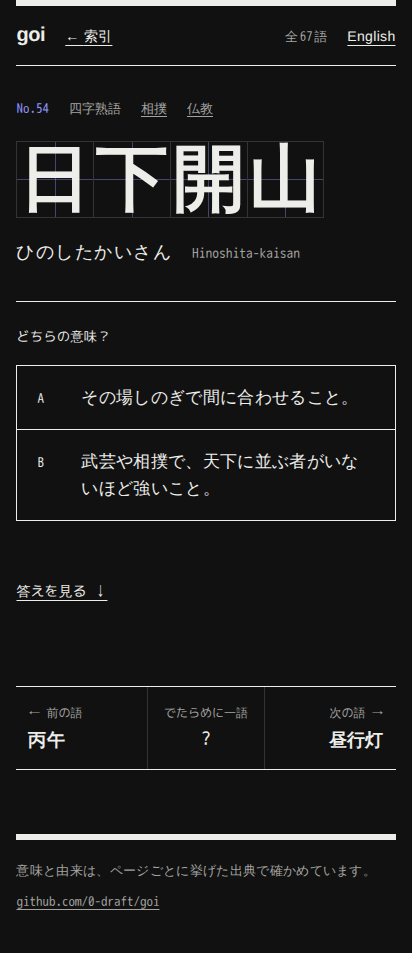 goi ← 索引 全67語 English
No.54 四字熟語 相撲 仏教
日下開山
ひのしたかいさん Hinoshita-kaisan
どちらの意味？
A その場しのぎで間に合わせること。
B 武芸や相撲で、天下に並ぶ者がいな
いほど強いこと。
答えを見る ↓
← 前の語 でたらめに一語 次の語 →
丙午 ? 昼行灯
意味と由来は、ページごとに挙げた出典で確かめています。
github.com/0-draft/goi